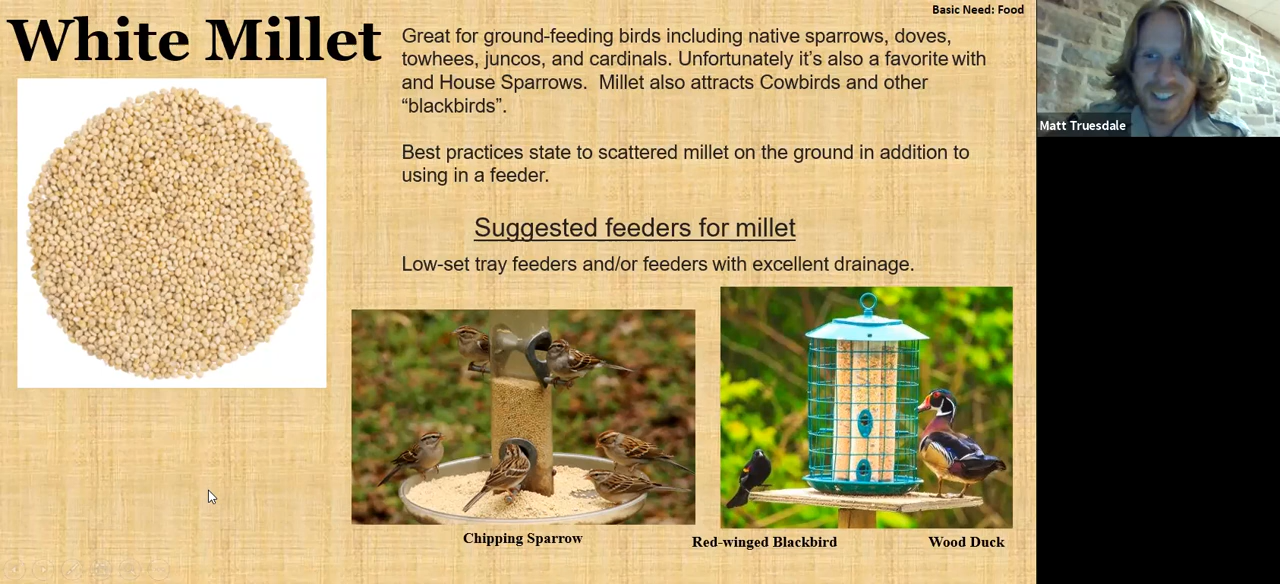 Basic Need: Food
White Millet
Great for ground-feeding birds including native sparrows, doves,
towhees, juncos, and cardinals. Unfortunately it’s also a favorite with
and House Sparrows.  Millet also attracts Cowbirds and other
“blackbirds”.
Best practices state to scattered millet on the ground in addition to
using in a feeder.
Suggested feeders for millet
Low-set tray feeders and/or feeders with excellent drainage.
Chipping Sparrow
Red-winged Blackbird
Wood Duck
Matt Truesdale